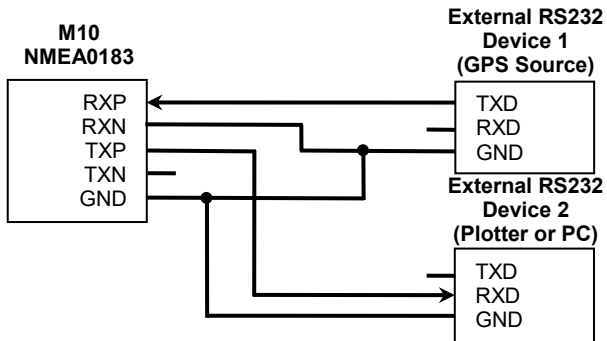 M10
NMEA0183
RXP
RXN
TXP
TXN
GND
External RS232
Device 1
(GPS Source)
TXD
RXD
GND
External RS232
Device 2
(Plotter or PC)
TXD
RXD
GND